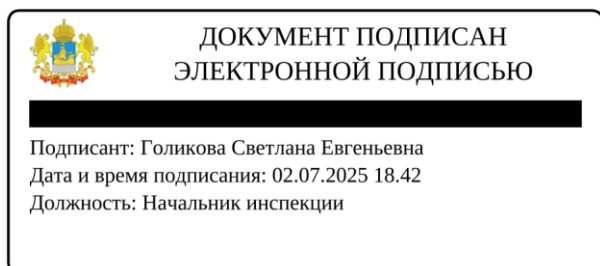 ДОКУМЕНТ ПОДПИСАН
ЭЛЕКТРОННОЙ ПОДПИСЬЮ
Подписант: Голикова Светлана Евгеньевна
Дата и время подписания: 02.07.2025 18.42
Должность: Начальник инспекции